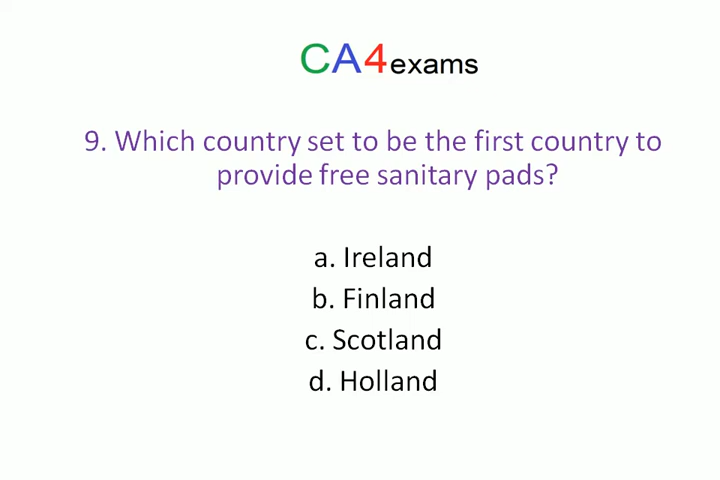 CA4exams
9. Which country set to be the first country to
provide free sanitary pads?
a. Ireland
b. Finland
c. Scotland
d. Holland